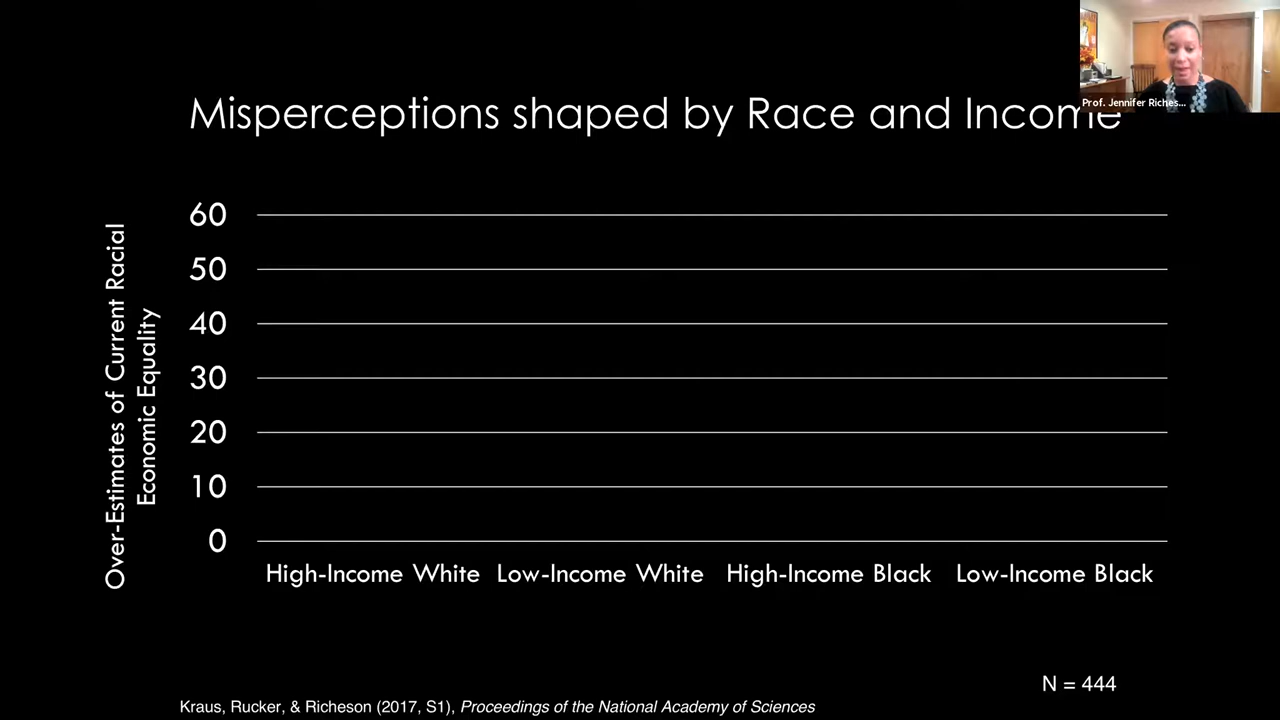 Prof. Jennifer Riches...
Misperceptions shaped by Race and Income
Over-Estimates of Current Racial
Economic Equality
60
50
40
30
20
10
0
High-Income White Low-Income White High-Income Black Low-Income Black
N = 444
Kraus, Rucker, & Richeson (2017, S1), Proceedings of the National Academy of Sciences